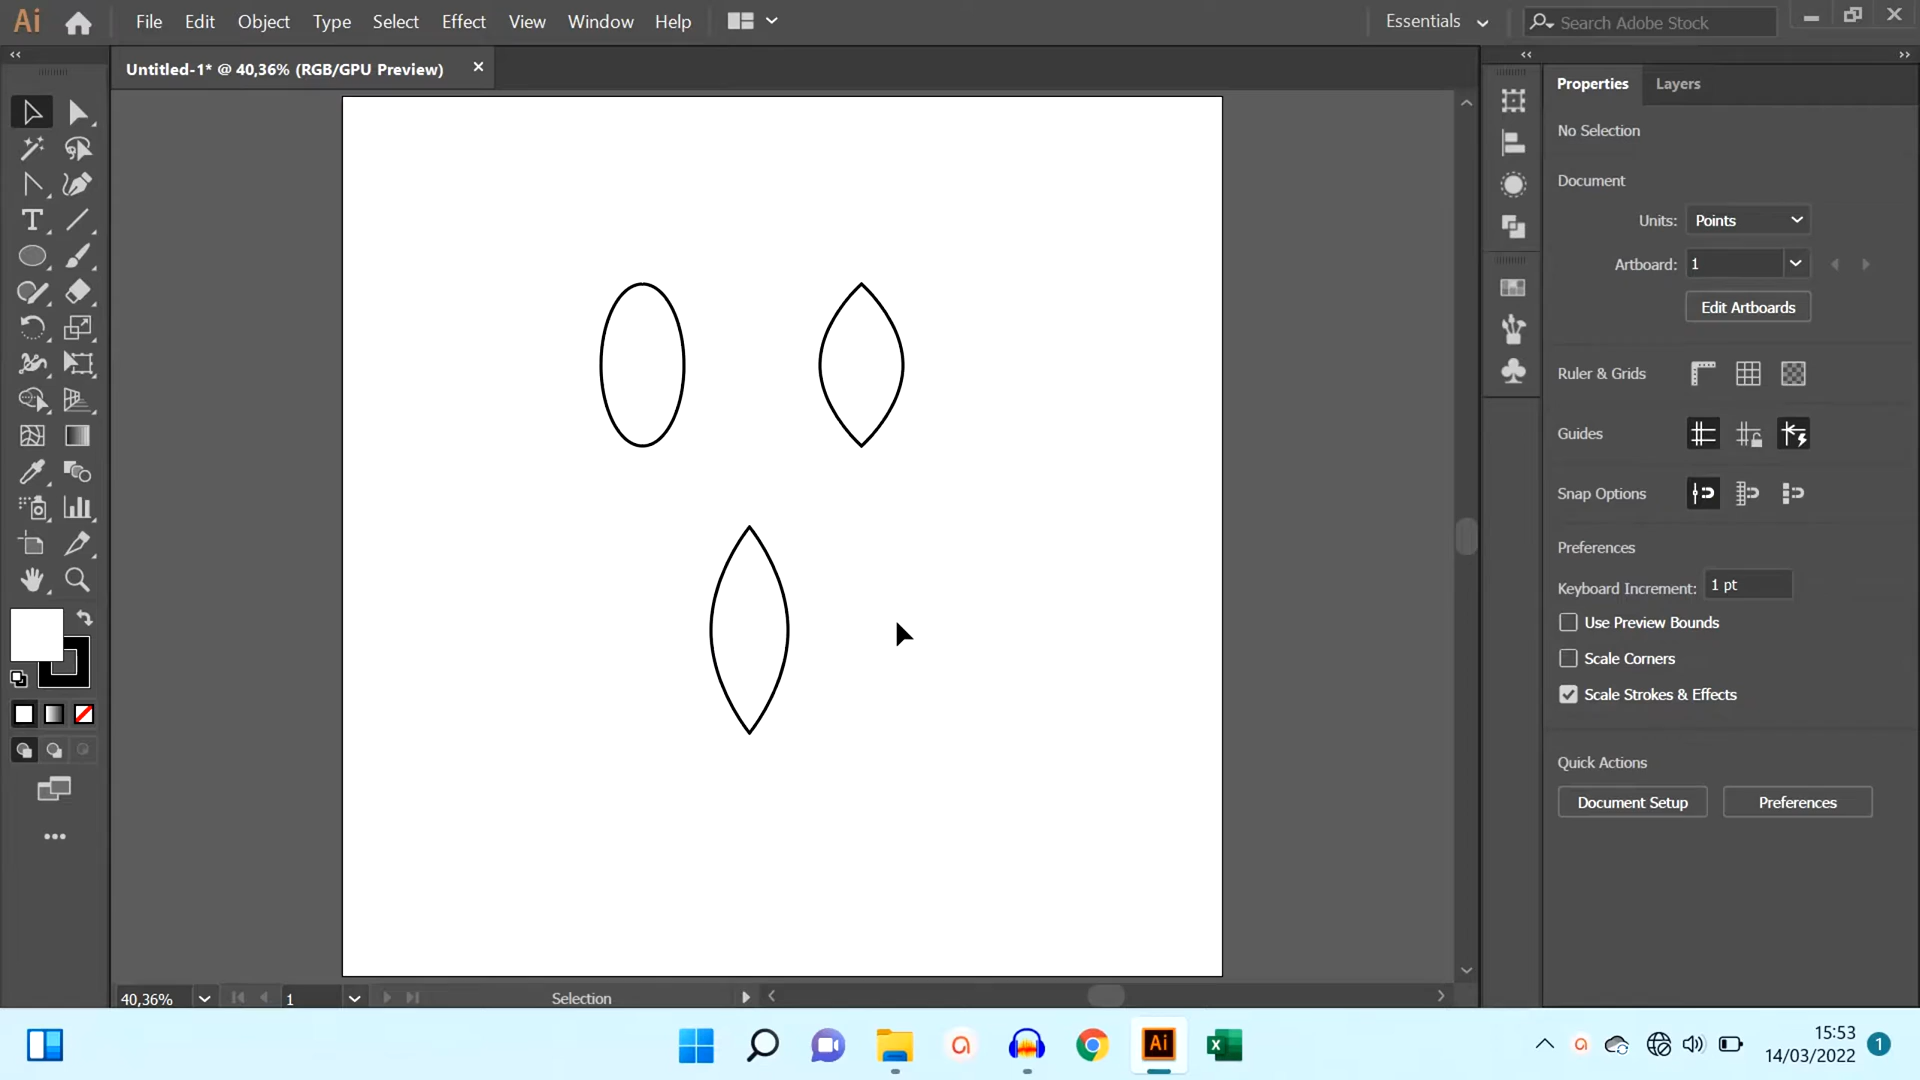 Ai File Edit Object Type Select Effect View Window Help Essentials Search Adobe Stock
Untitled-1* @ 40,36% (RGB/GPU Preview)
Properties Layers
No Selection
Document
Units: Points
Artboard: 1
Edit Artboards
Ruler & Grids
Guides
Snap Options
Preferences
Keyboard Increment: 1 pt
Use Preview Bounds
Scale Corners
Scale Strokes & Effects
Quick Actions
Document Setup Preferences
40,36% 1 Selection
Ai
15:53
14/03/2022 1